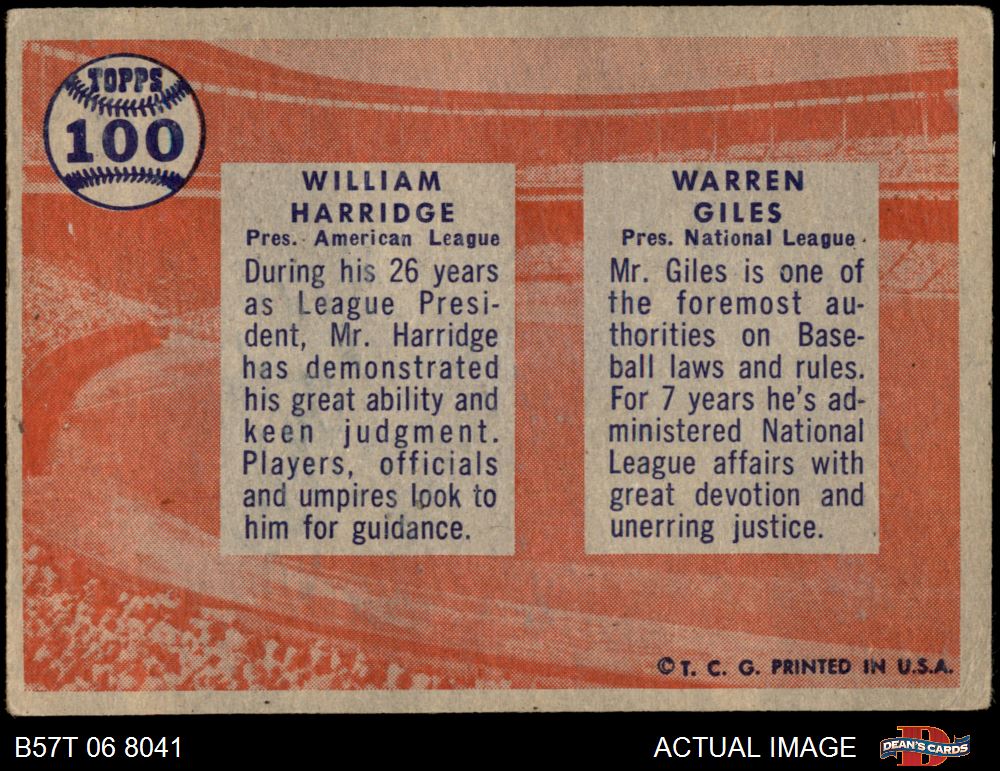 TOPPS
100
WILLIAM
HARRIDGE
Pres. American League
During his 26 years
as League Presi-
dent, Mr. Harridge
has demonstrated
his great ability and
keen judgment.
Players, officials
and umpires look to
him for guidance.
WARREN
GILES
Pres. National League
Mr. Giles is one of
the foremost au-
thorities on Base-
ball laws and rules.
For 7 years he's ad-
ministered National
League affairs with
great devotion and
unerring justice.
© T. C. G. PRINTED IN U.S.A.
B57T 06 8041
ACTUAL IMAGE
D
DEAN'S CARDS